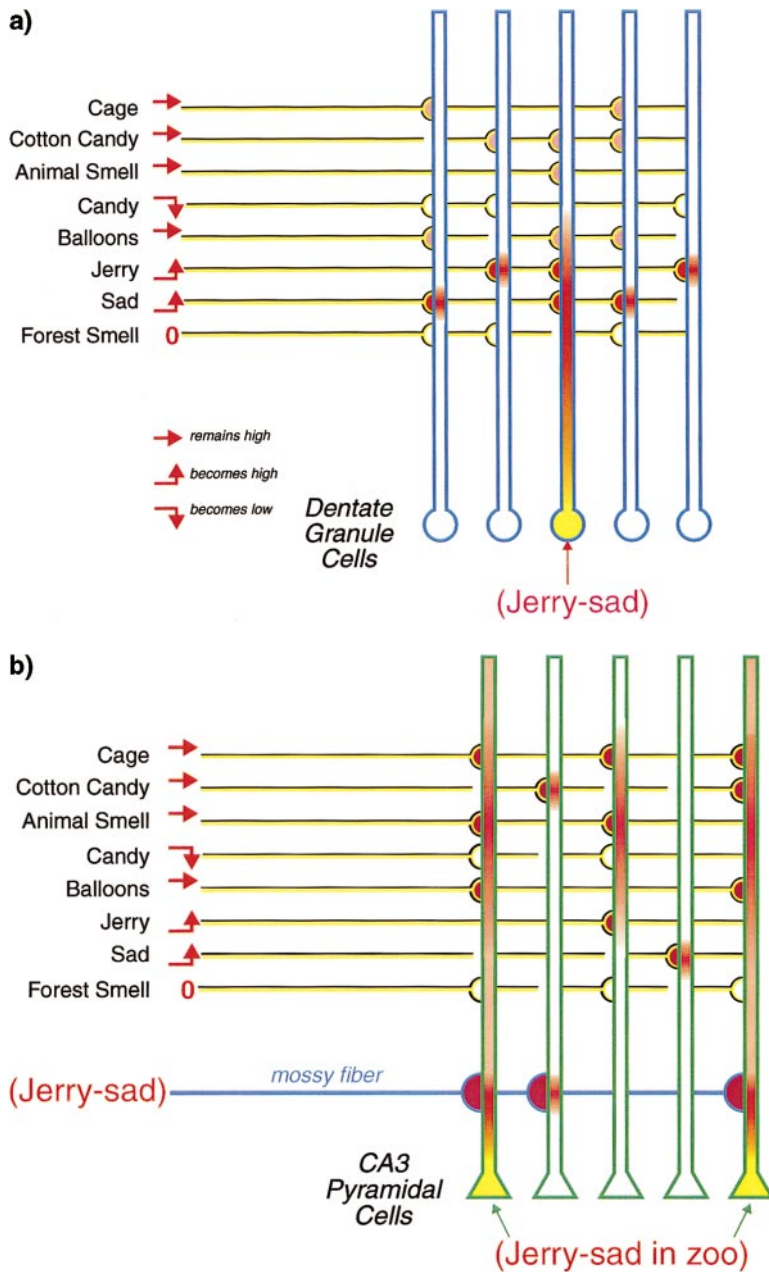 a)
Cage
Cotton Candy
Animal Smell
Candy
Balloons
Jerry
Sad
Forest Smell 0
remains high
becomes high
becomes low
Dentate
Granule
Cells
(Jerry-sad)
b)
Cage
Cotton Candy
Animal Smell
Candy
Balloons
Jerry
Sad
Forest Smell 0
(Jerry-sad) mossy fiber
CA3
Pyramidal
Cells
(Jerry-sad in zoo)